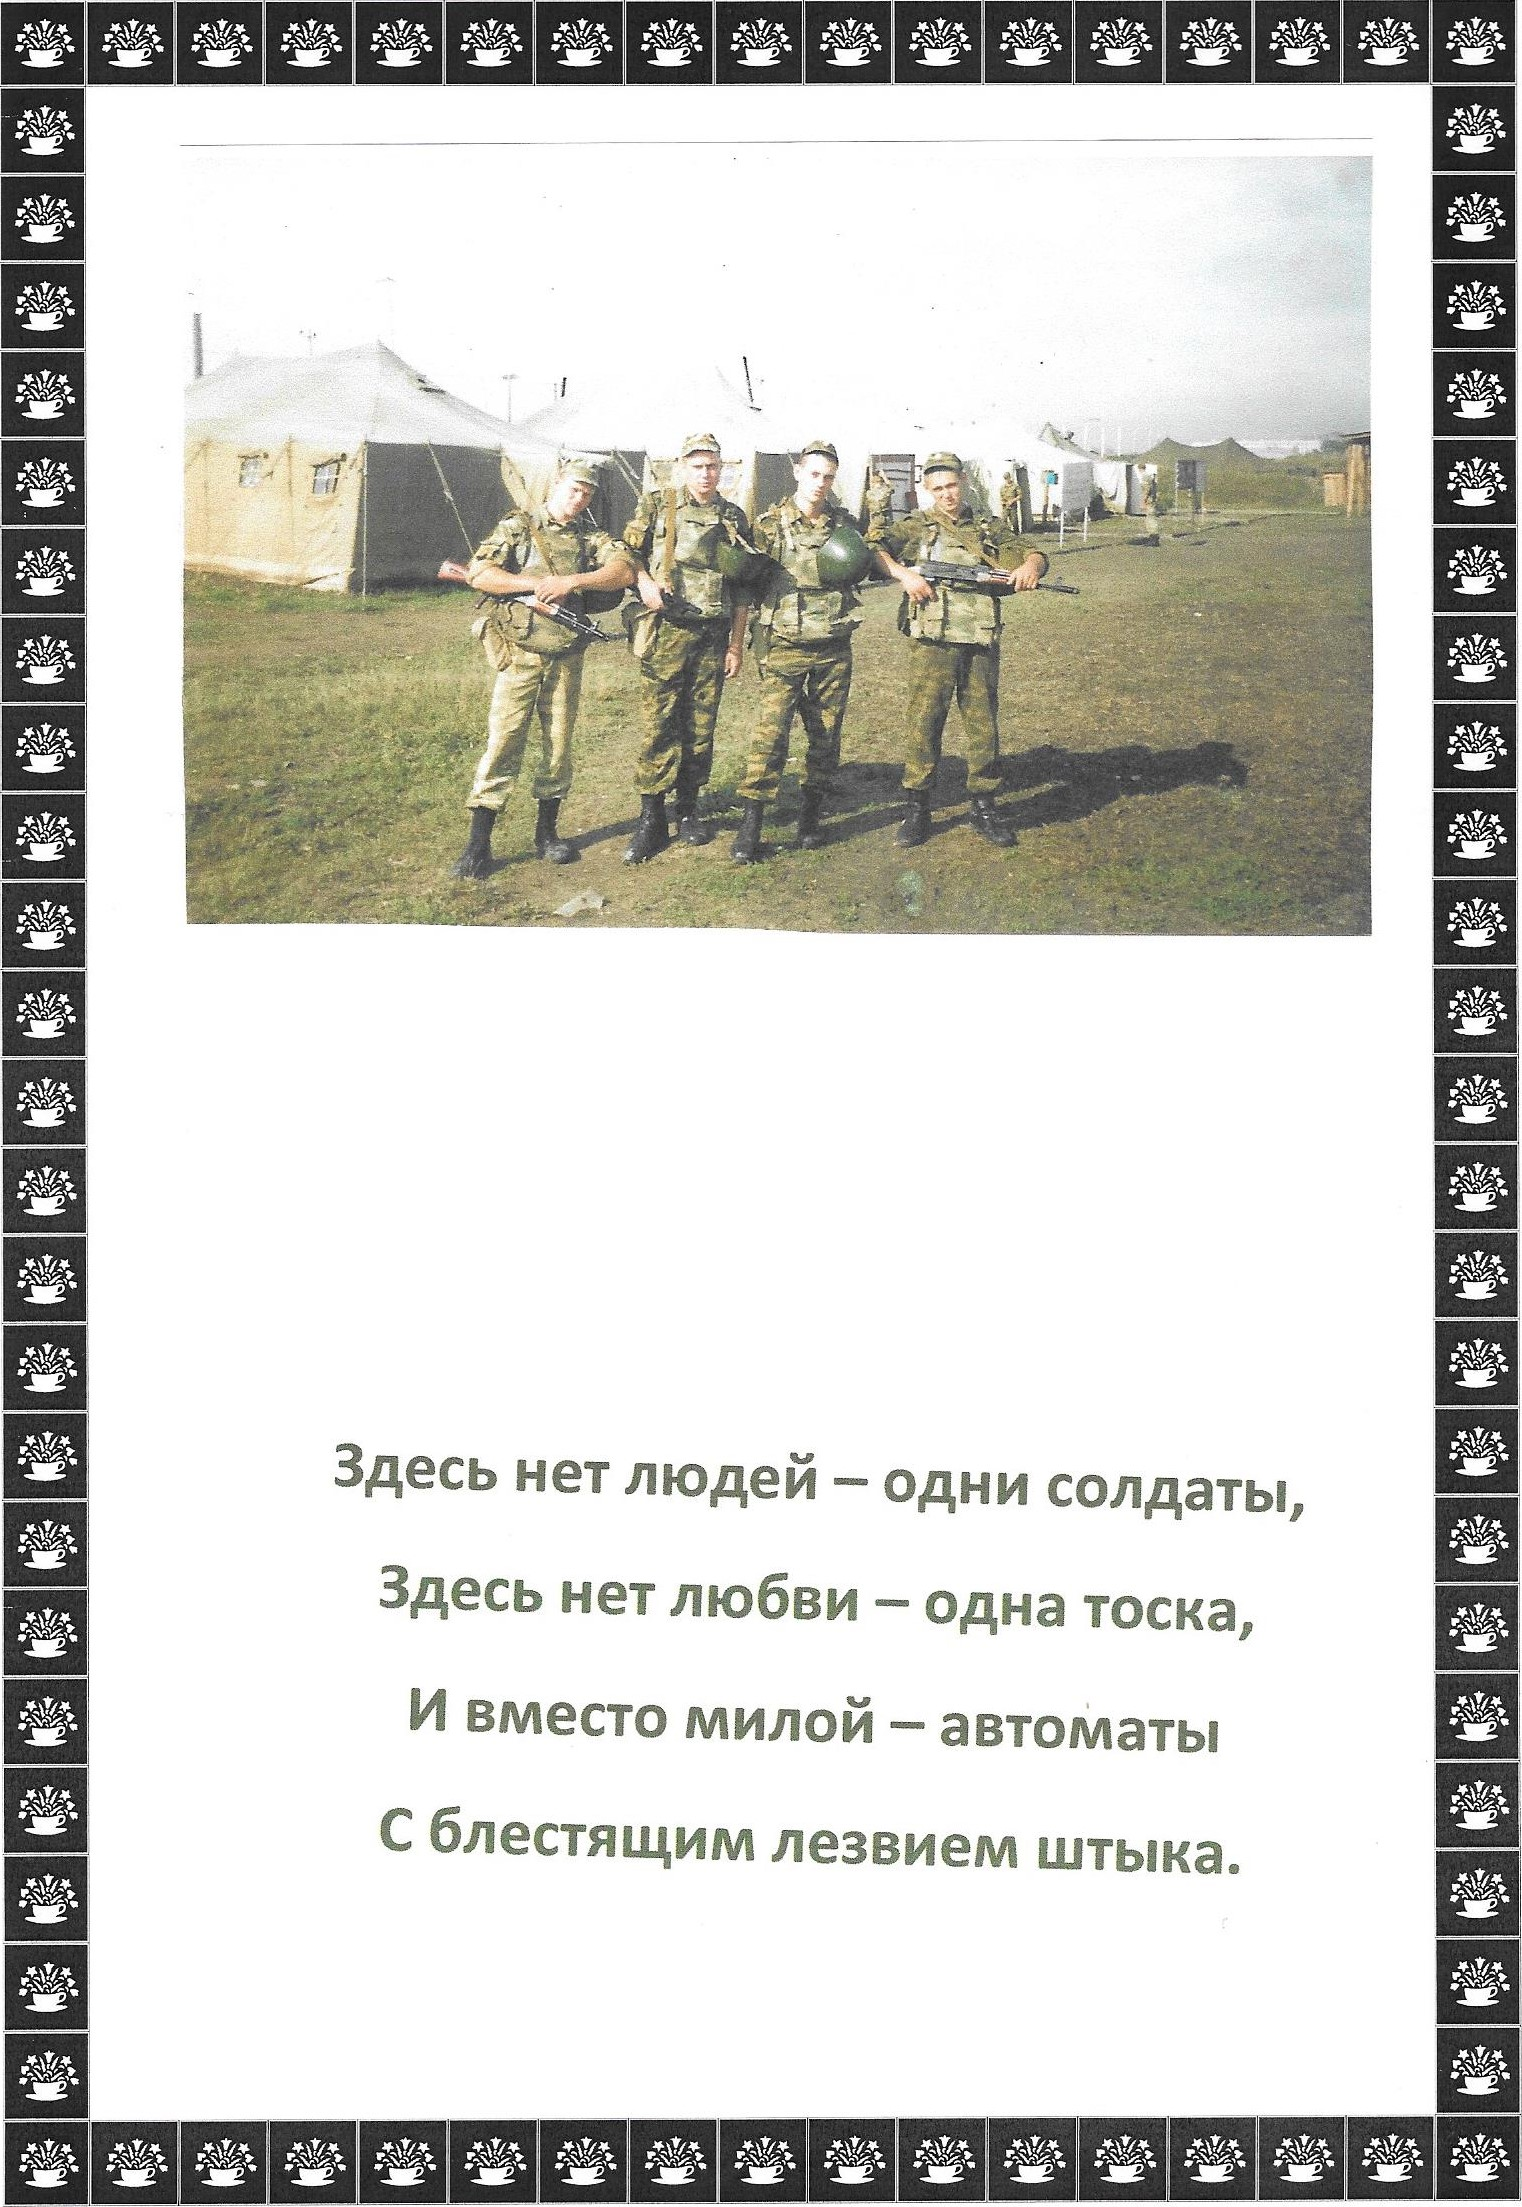 Здесь нет людей – одни солдаты,
Здесь нет любви – одна тоска,
И вместо милой – автоматы
С блестящим лезвием штыка.